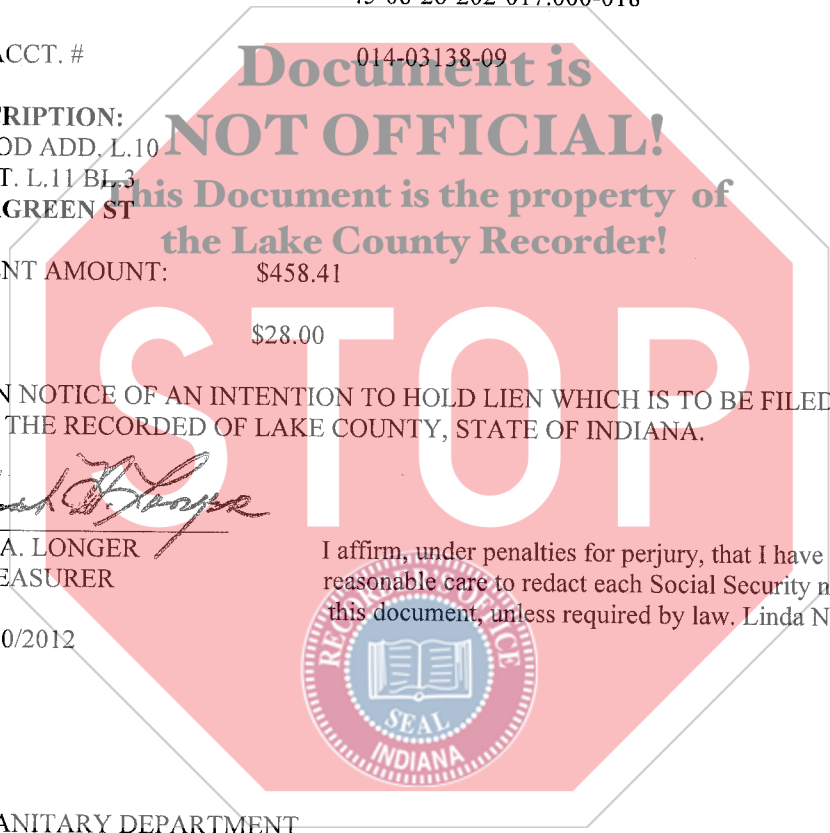 45-08-26-202-017.000-018
ACCT. #
014-03138-09
Document is
RIPTION:
NOT OFFICIAL!
OD ADD. L.10
T. L.11 BL.3
This Document is the property of
GREEN ST
the Lake County Recorder!
NT AMOUNT:
$458.41
$28.00
STOP
N NOTICE OF AN INTENTION TO HOLD LIEN WHICH IS TO BE FILED
THE RECORDED OF LAKE COUNTY, STATE OF INDIANA.
A. LONGER
EASURER
I affirm, under penalties for perjury, that I have
reasonable care to redact each Social Security n
this document, unless required by law. Linda N
0/2012
RECORDER'S OFFICE
SEAL
INDIANA
ANITARY DEPARTMENT